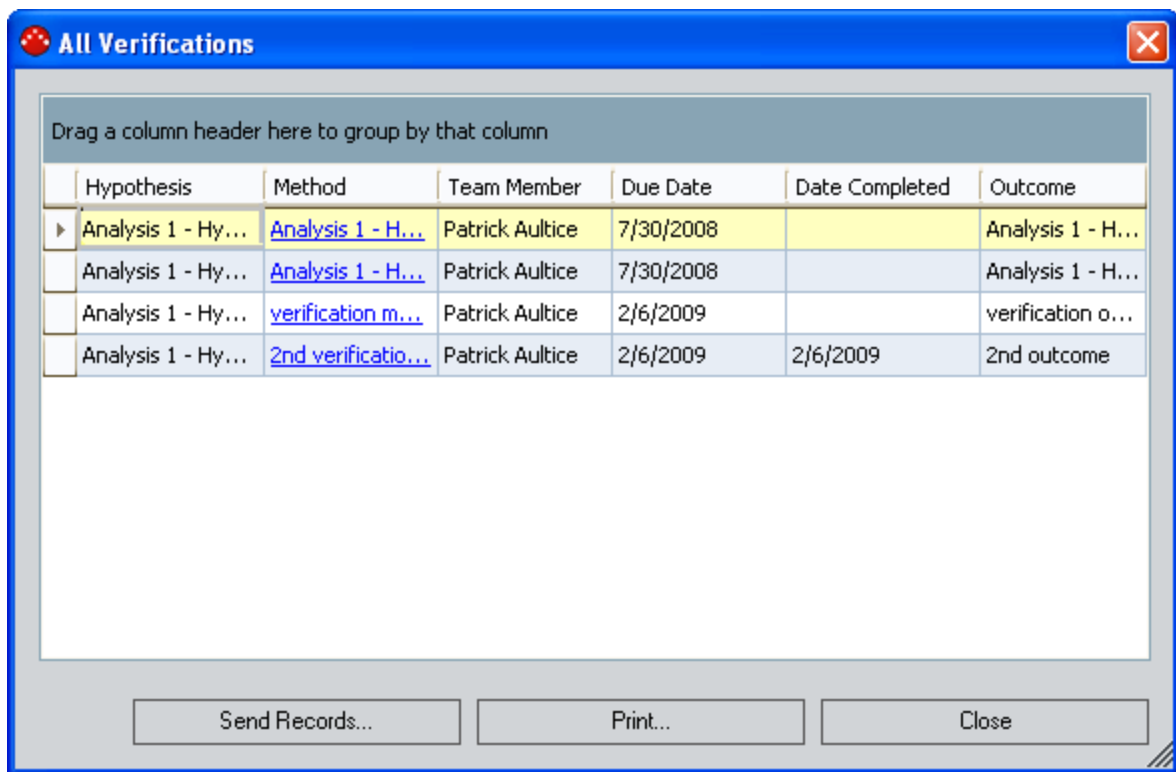 All Verifications
Drag a column header here to group by that column
Hypothesis Method Team Member Due Date Date Completed Outcome
Analysis 1 - Hy... Analysis 1 - H... Patrick Aultice 7/30/2008 Analysis 1 - H...
Analysis 1 - Hy... Analysis 1 - H... Patrick Aultice 7/30/2008 Analysis 1 - H...
Analysis 1 - Hy... verification m... Patrick Aultice 2/6/2009 verification o...
Analysis 1 - Hy... 2nd verificatio... Patrick Aultice 2/6/2009 2/6/2009 2nd outcome
Send Records... Print... Close